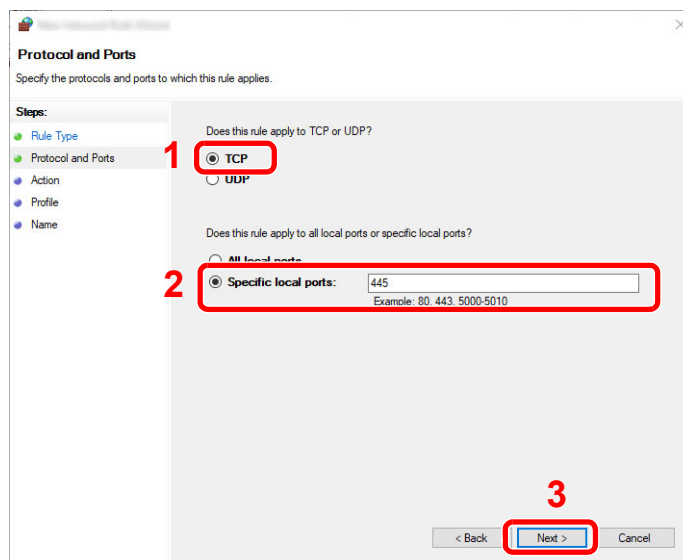 Protocol and Ports
Specify the protocols and ports to which this rule applies.
Steps:
Rule Type
Protocol and Ports
Action
Profile
Name
Does this rule apply to TCP or UDP?
1
TCP
UDP
Does this rule apply to all local ports or specific local ports?
All local ports
2
Specific local ports:
445
Example: 80, 443, 5000-5010
3
< Back
Next >
Cancel